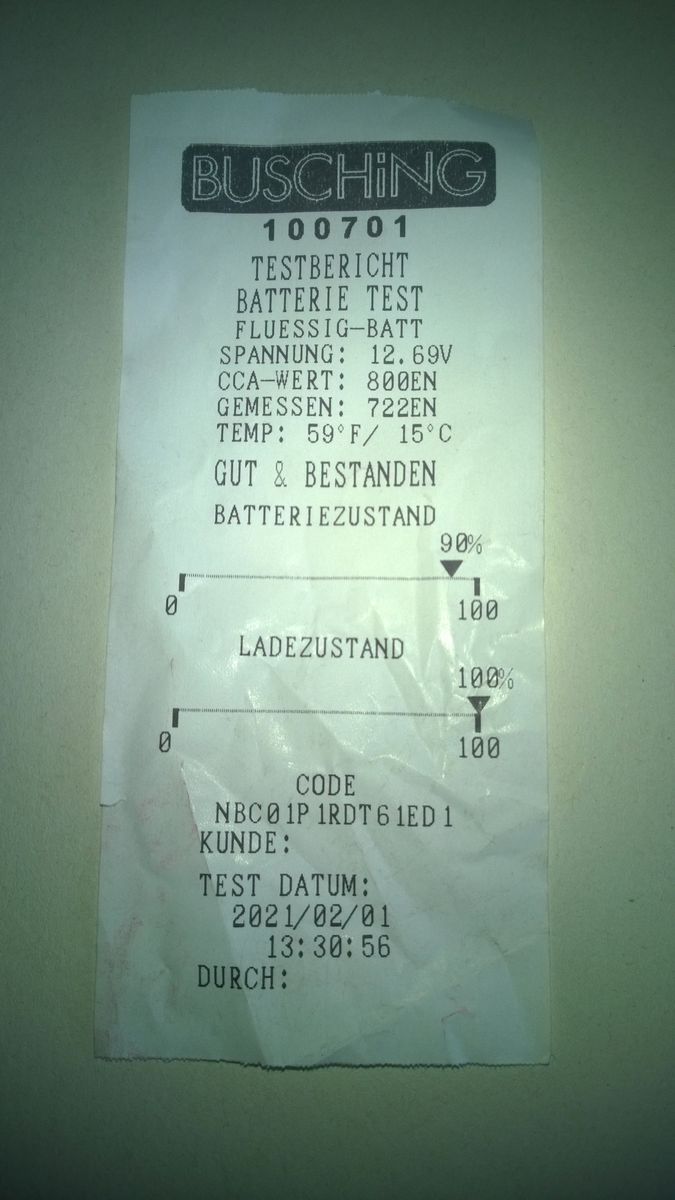 BUSCHiNG
100701
TESTBERICHT
BATTERIE TEST
FLUESSIG-BATT
SPANNUNG: 12.69V
CCA-WERT: 800EN
GEMESSEN: 722EN
TEMP: 59°F/ 15°C
GUT & BESTANDEN
BATTERIEZUSTAND
90%
0 100
LADEZUSTAND
100%
0 100
CODE
NBC01P1RDT61ED1
KUNDE:
TEST DATUM:
2021/02/01
13:30:56
DURCH: